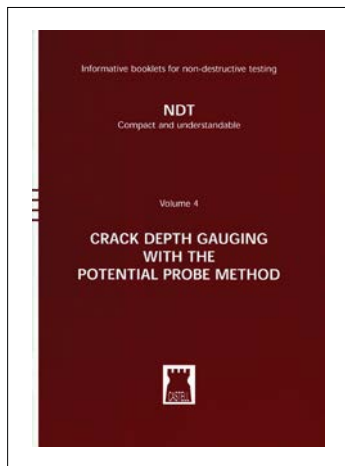 Informative booklets for non-destructive testing
NDT
Compact and understandable
Volume 4
CRACK DEPTH GAUGING
WITH THE
POTENTIAL PROBE METHOD
CASTELL